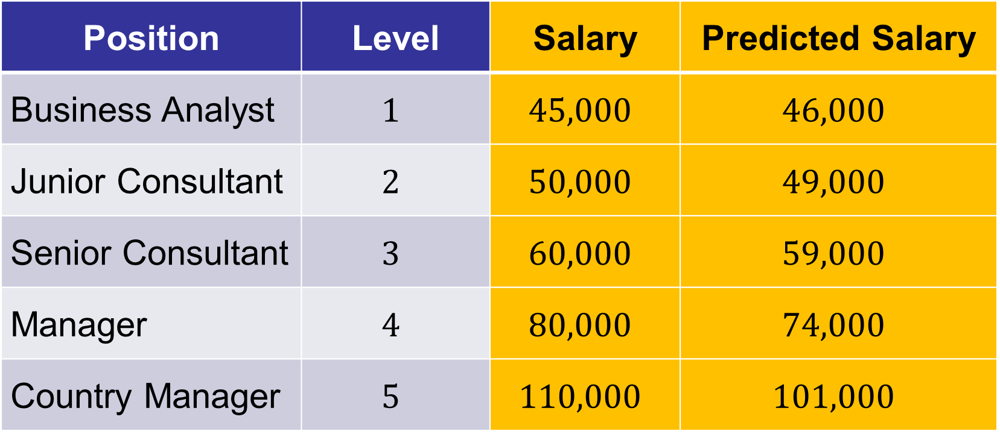 Position Level Salary Predicted Salary
Business Analyst 1 45,000 46,000
Junior Consultant 2 50,000 49,000
Senior Consultant 3 60,000 59,000
Manager 4 80,000 74,000
Country Manager 5 110,000 101,000